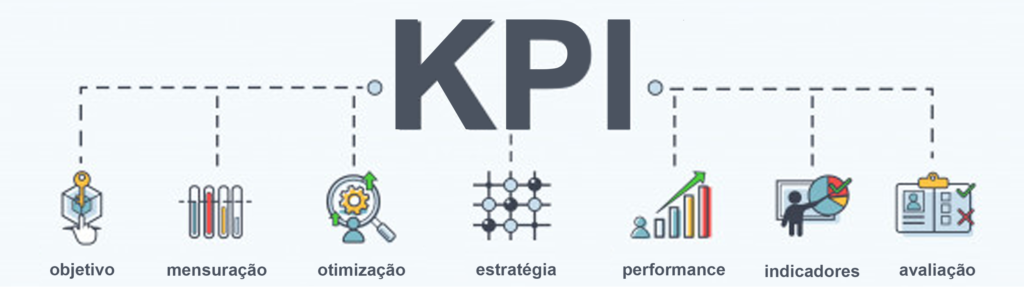 KPI
objetivo
mensuração
otimização
estratégia
performance
indicadores
avaliação